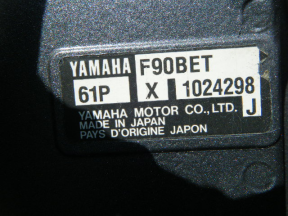 YAMAHA F90BET
61P X 1024298
YAMAHA MOTOR CO., LTD. J
MADE IN JAPAN
PAYS D'ORIGINE JAPON